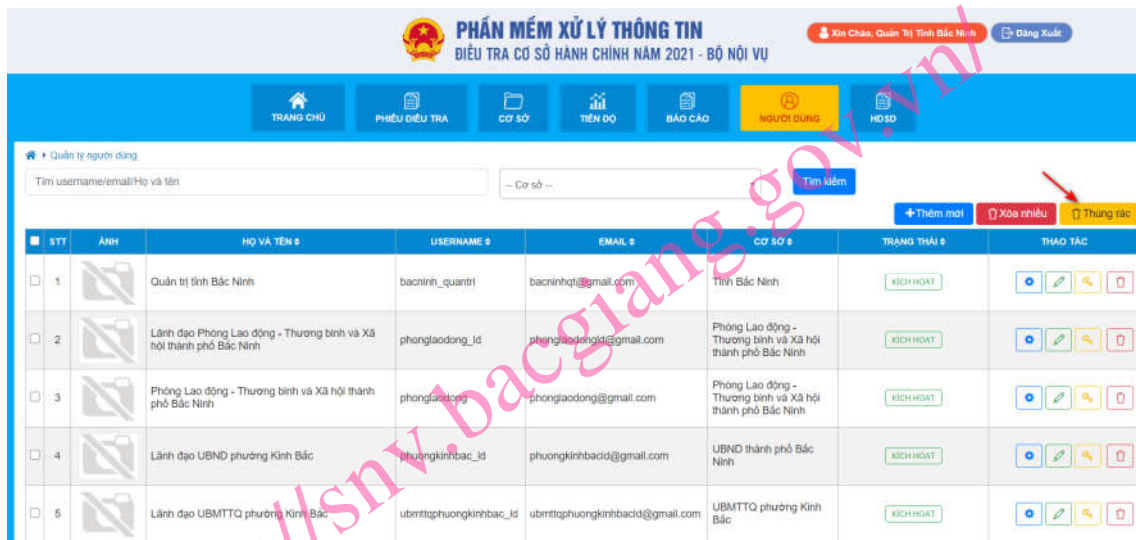 PHẦN MỀM XỬ LÝ THÔNG TIN
ĐIỀU TRA CƠ SỞ HÀNH CHÍNH NĂM 2021 - BỘ NỘI VỤ
Xin Chào, Quản Trị Tỉnh Bắc Ninh
Đăng Xuất
TRANG CHỦ
PHIẾU ĐIỀU TRA
CƠ SỞ
TIẾN ĐỘ
BÁO CÁO
NGƯỜI DÙNG
HDSD
Quản lý người dùng
Tìm username/email/Họ và tên
-- Cơ sở --
Tìm kiếm
+Thêm mới
Xóa nhiều
Thùng rác
STT ẢNH HỌ VÀ TÊN USERNAME EMAIL CƠ SỞ TRẠNG THÁI THAO TÁC
1 Quản trị tỉnh Bắc Ninh bacninh_quantri bacninhqt@gmail.com Tỉnh Bắc Ninh KÍCH HOẠT
2 Lãnh đạo Phòng Lao động - Thương binh và Xã
hội thành phố Bắc Ninh
phonglaodong_ld phonglaodongld@gmail.com
Phòng Lao động -
Thương binh và Xã hội
thành phố Bắc Ninh
KÍCH HOẠT
3 Phòng Lao động - Thương binh và Xã hội thành
phố Bắc Ninh
phonglaodong phonglaodong@gmail.com
Phòng Lao động -
Thương binh và Xã hội
thành phố Bắc Ninh
KÍCH HOẠT
4 Lãnh đạo UBND phường Kinh Bắc phuongkinhbac_ld phuongkinhbacld@gmail.com
UBND thành phố Bắc
Ninh
KÍCH HOẠT
5 Lãnh đạo UBMTTQ phường Kinh Bắc ubmttqphuongkinhbac_ld ubmttqphuongkinhbacld@gmail.com
UBMTTQ phường Kinh
Bắc
KÍCH HOẠT
//snv.bacgiang.gov.vn/